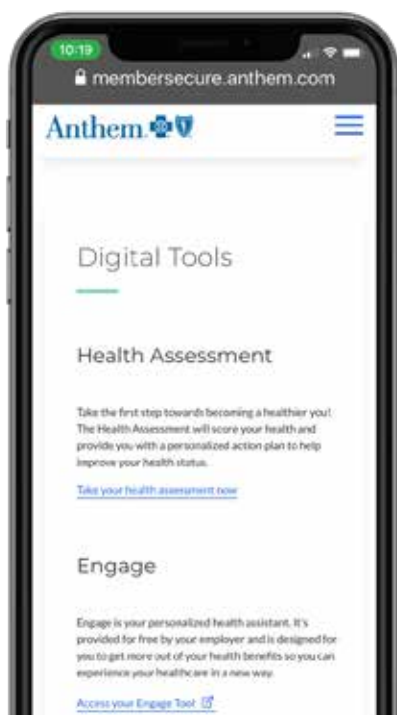 10:19
membersecure.anthem.com
Anthem
Digital Tools
Health Assessment
Take the first step towards becoming a healthier you!
The Health Assessment will score your health and
provide you with a personalized action plan to help
improve your health status.
Take your health assessment now
Engage
Engage is your personalized health assistant. It's
provided for free by your employer and is designed for
you to get more out of your health benefits so you can
experience your healthcare in a new way.
Access your Engage Tool